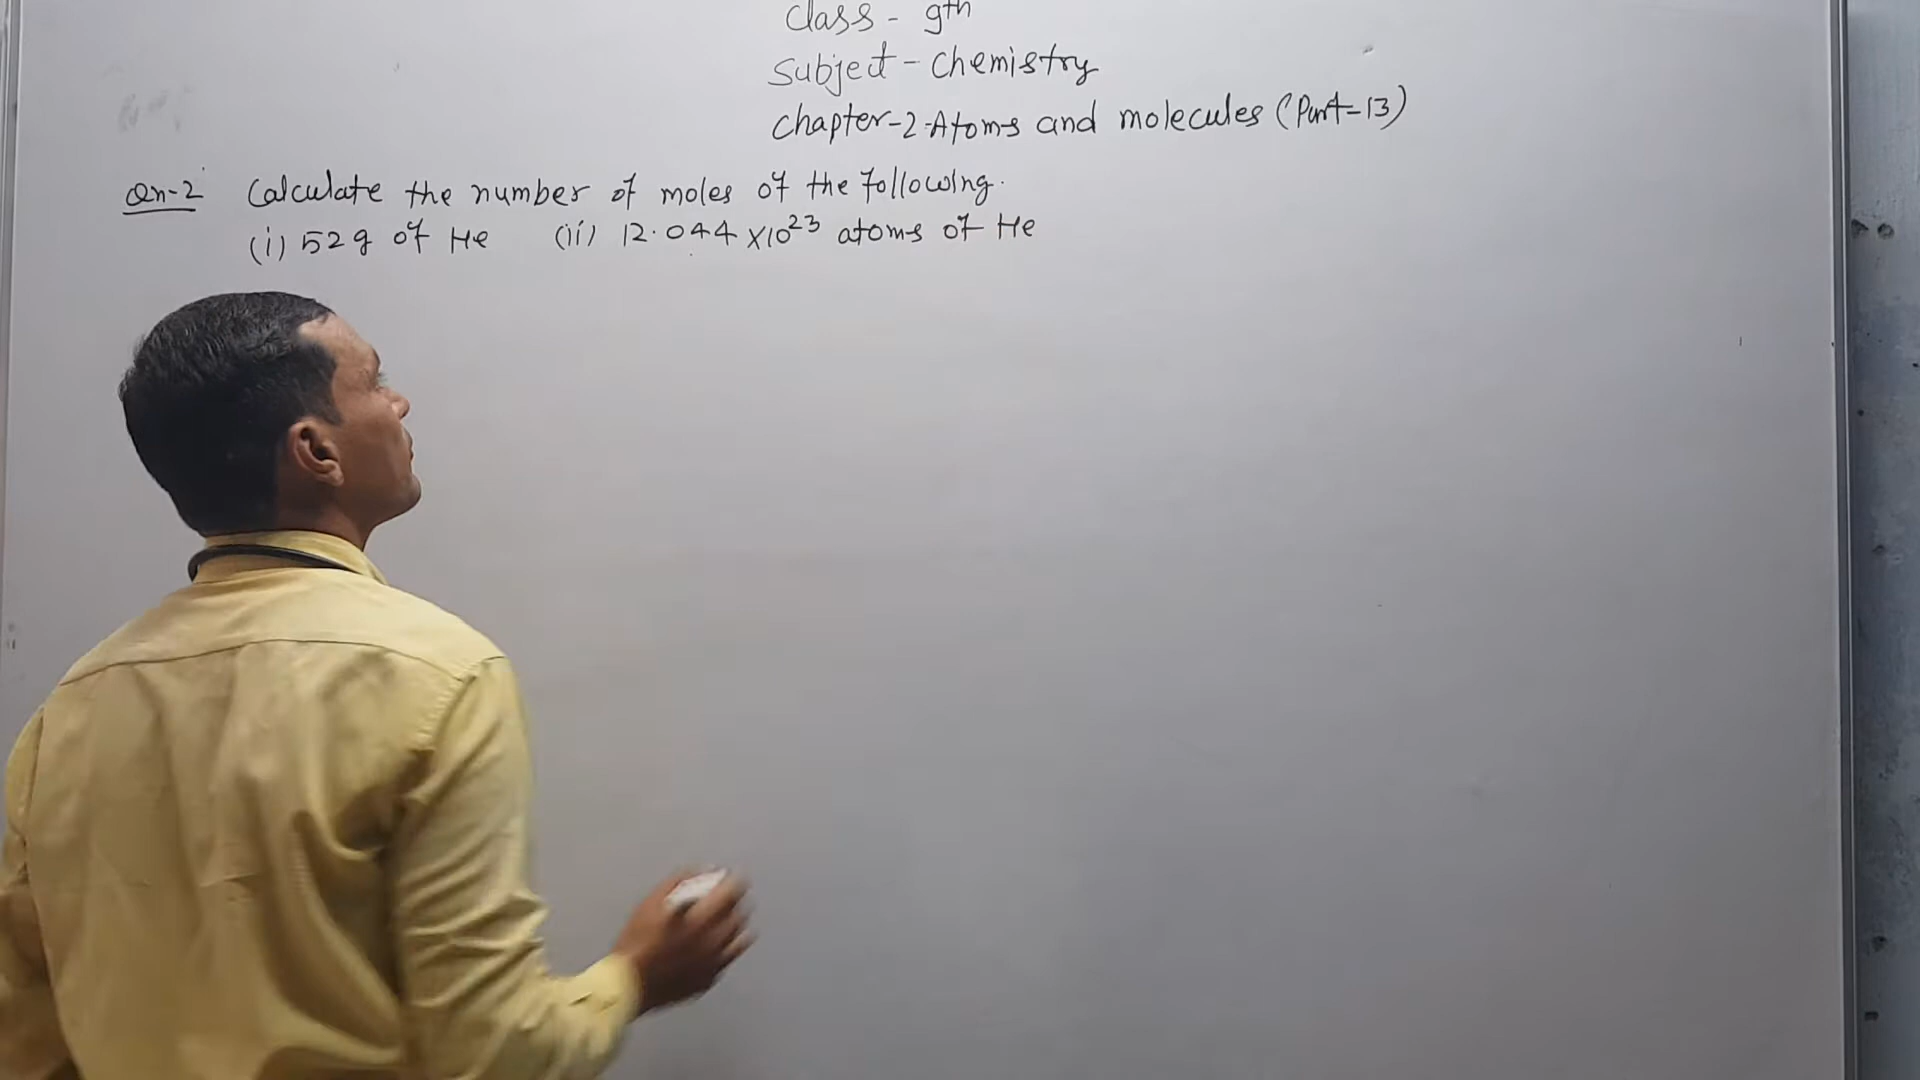 Class - 9th
Subject - Chemistry
Chapter-2-Atoms and molecules (Part-13)
Qn-2 Calculate the number of moles of the following.
(i) 52g of He (ii) 12.044 x10^23 atoms of He